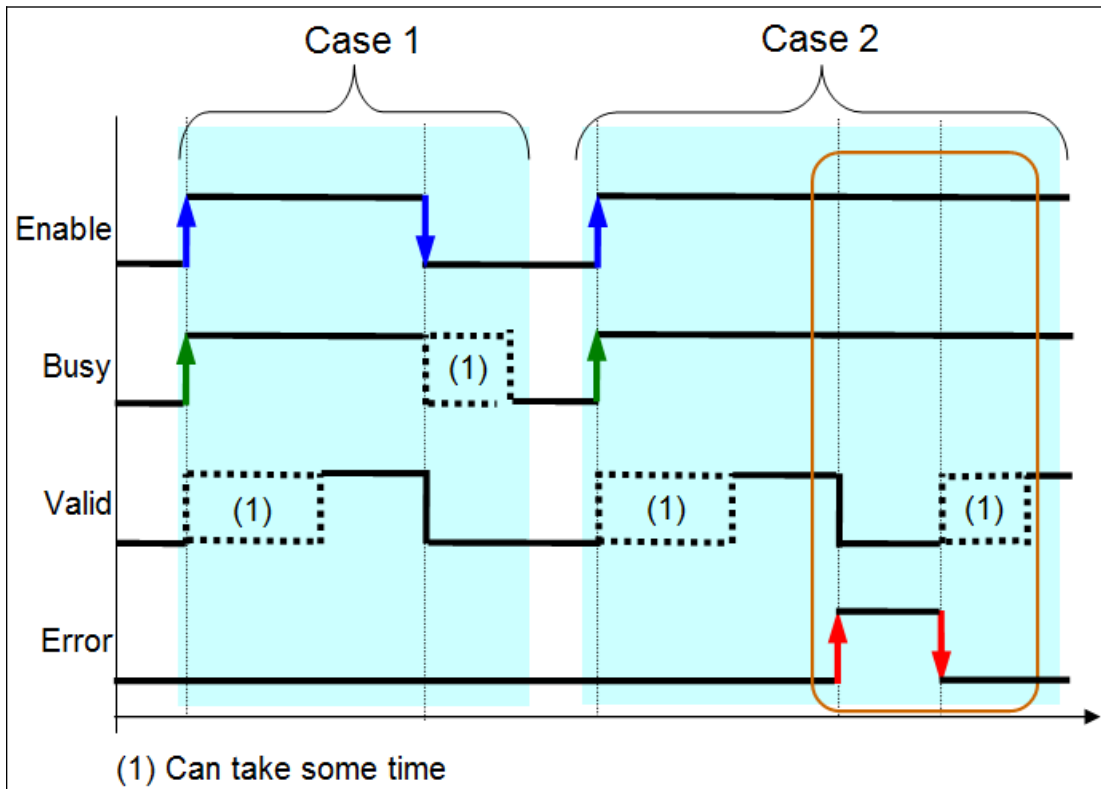 Case 1
Case 2
Enable
Busy
(1)
Valid
(1)
(1)
(1)
Error
(1) Can take some time